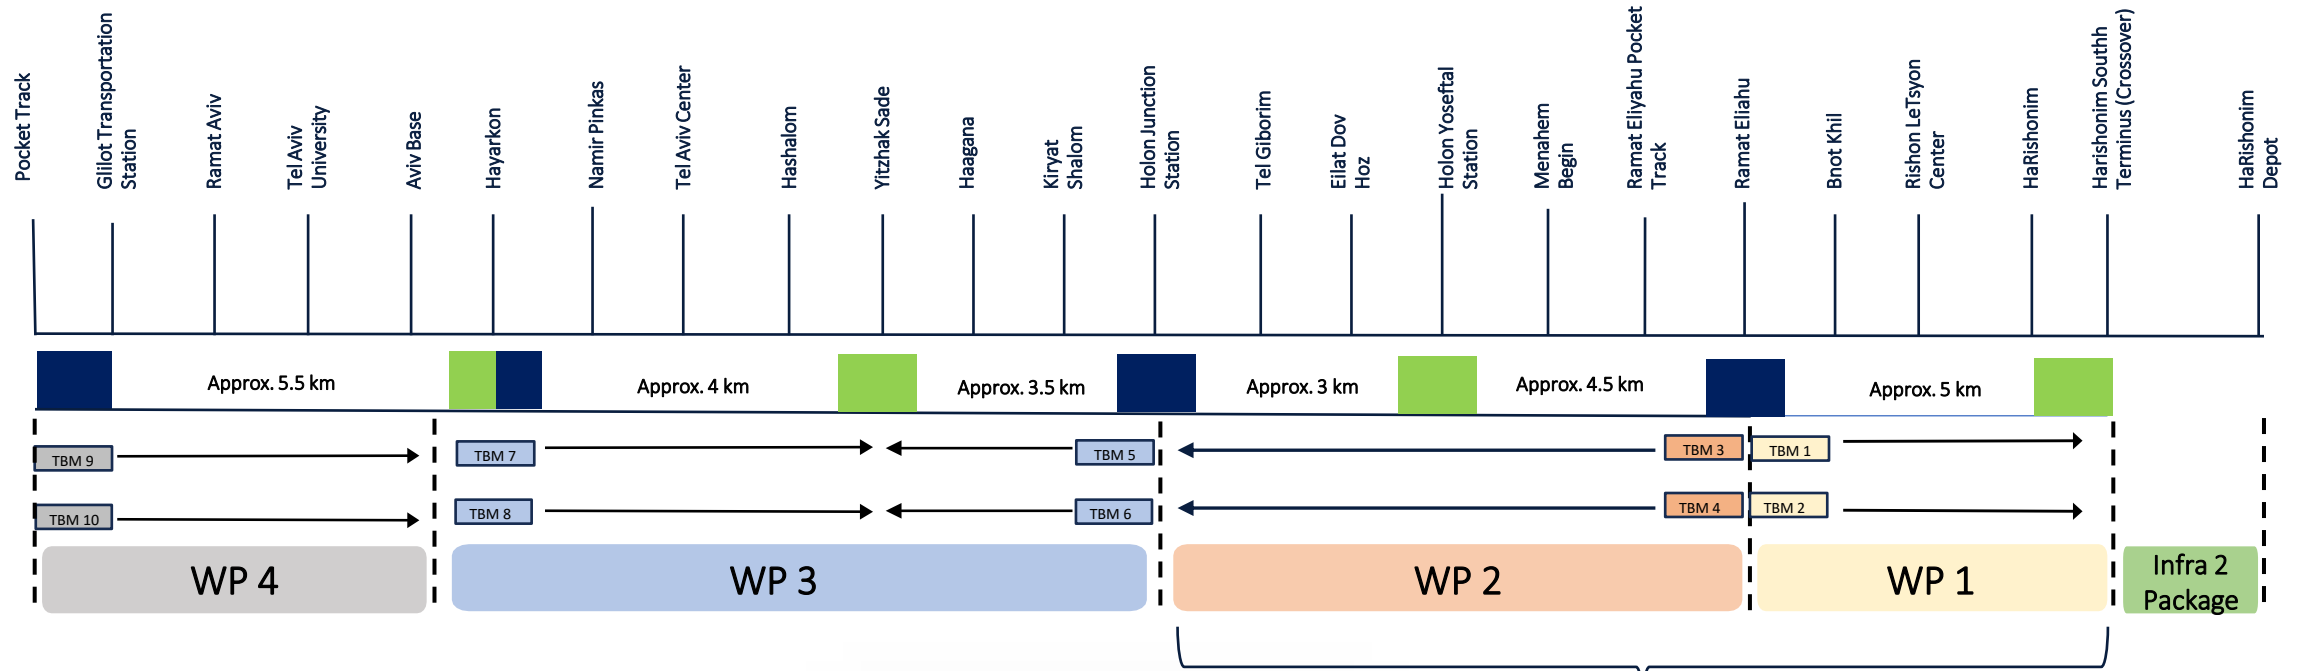 Pocket Track
Glilot Transportation
Station
Ramat Aviv
Tel Aviv
University
Aviv Base
Hayarkon
Namir Pinkas
Tel Aviv Center
Hashalom
Yitzhak Sade
Haagana
Kiryat
Shalom
Holon Junction
Station
Tel Giborim
Eilat Dov
Hoz
Holon Yoseftal
Station
Menahem
Begin
Ramat Eliyahu Pocket
Track
Ramat Eliahu
Bnot Khil
Rishon LeTsyon
Center
HaRishonim
Harishonim Southh
Terminus (Crossover)
HaRishonim
Depot
Approx. 5.5 km
Approx. 4 km
Approx. 3.5 km
Approx. 3 km
Approx. 4.5 km
Approx. 5 km
TBM 9
TBM 7
TBM 5
TBM 3
TBM 1
TBM 10
TBM 8
TBM 6
TBM 4
TBM 2
WP 4
WP 3
WP 2
WP 1
Infra 2
Package